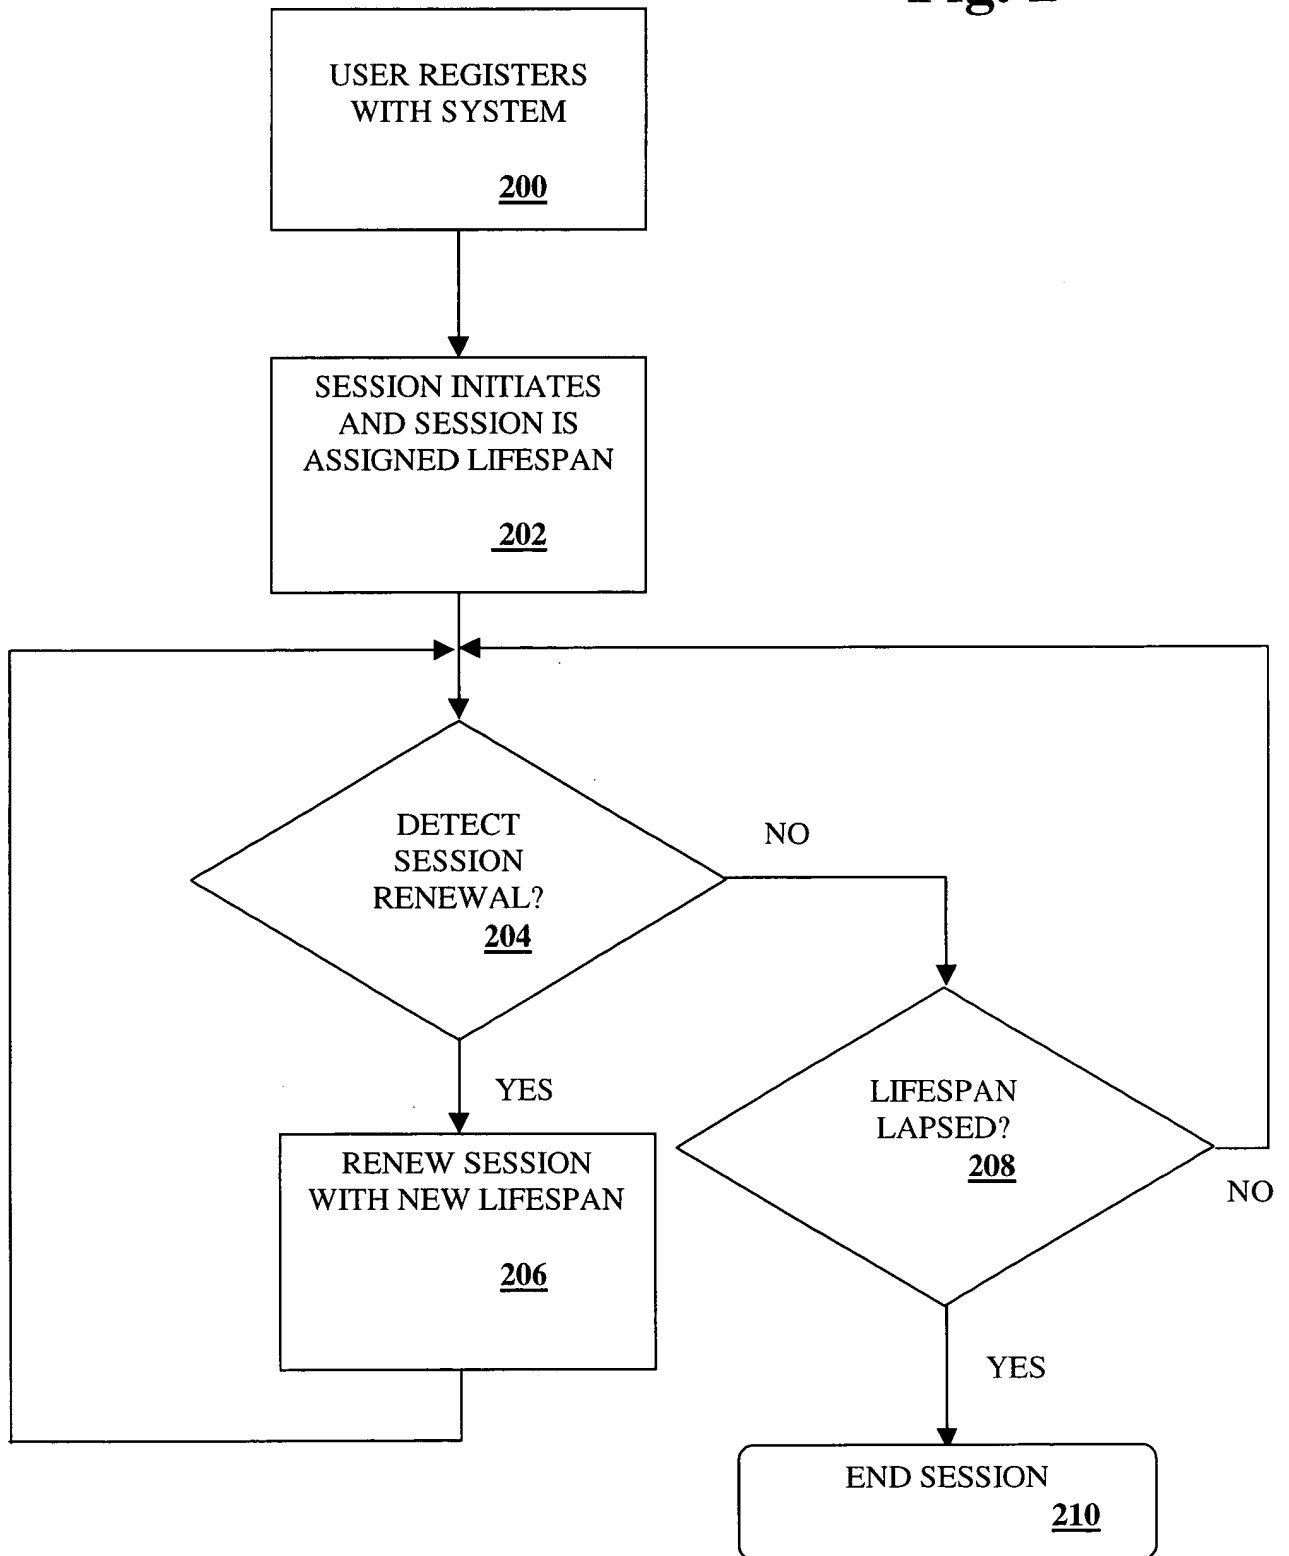 USER REGISTERS
WITH SYSTEM
200
SESSION INITIATES
AND SESSION IS
ASSIGNED LIFESPAN
202
DETECT
SESSION
RENEWAL?
204
NO
YES
RENEW SESSION
WITH NEW LIFESPAN
206
LIFESPAN
LAPSED?
208
NO
YES
END SESSION
210